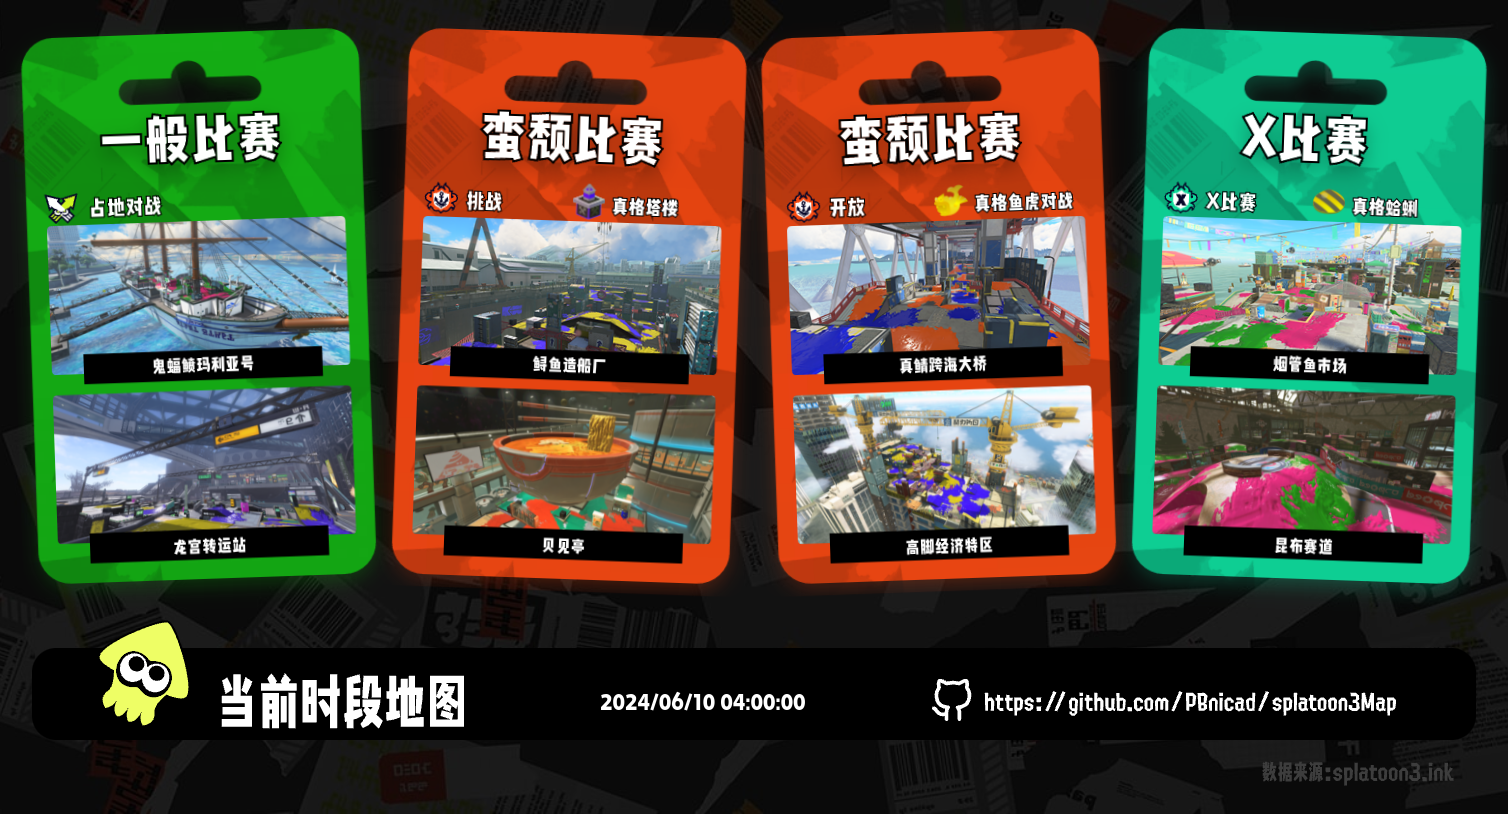 一般比赛
占地对战
鬼蝠鲼玛利亚号
龙宫转运站
蛮颓比赛
挑战
真格塔楼
鲟鱼造船厂
贝见亭
蛮颓比赛
开放
真格鱼虎对战
真鲷跨海大桥
高脚经济特区
X比赛
X比赛
真格蛤蜊
烟管鱼市场
昆布赛道
当前时段地图
2024/06/10 04:00:00
https://github.com/PBnicad/splatoon3Map
数据来源:splatoon3.ink